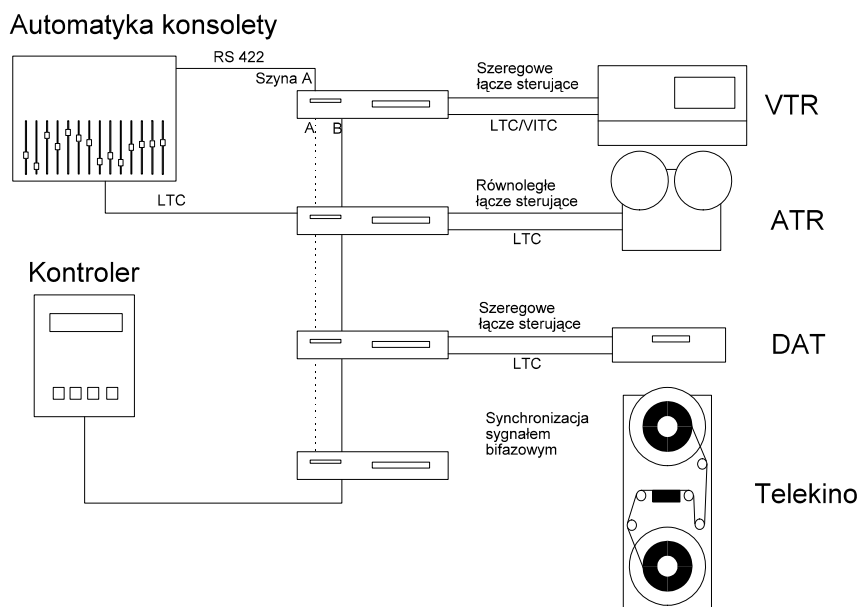 Automatyka konsolety
RS 422
Szyna A
Szeregowe
łącze sterujące
VTR
A
B
LTC/VITC
LTC
Równoległe
łącze sterujące
ATR
LTC
Kontroler
Szeregowe
łącze sterujące
DAT
LTC
Synchronizacja
sygnałem
bifazowym
Telekino